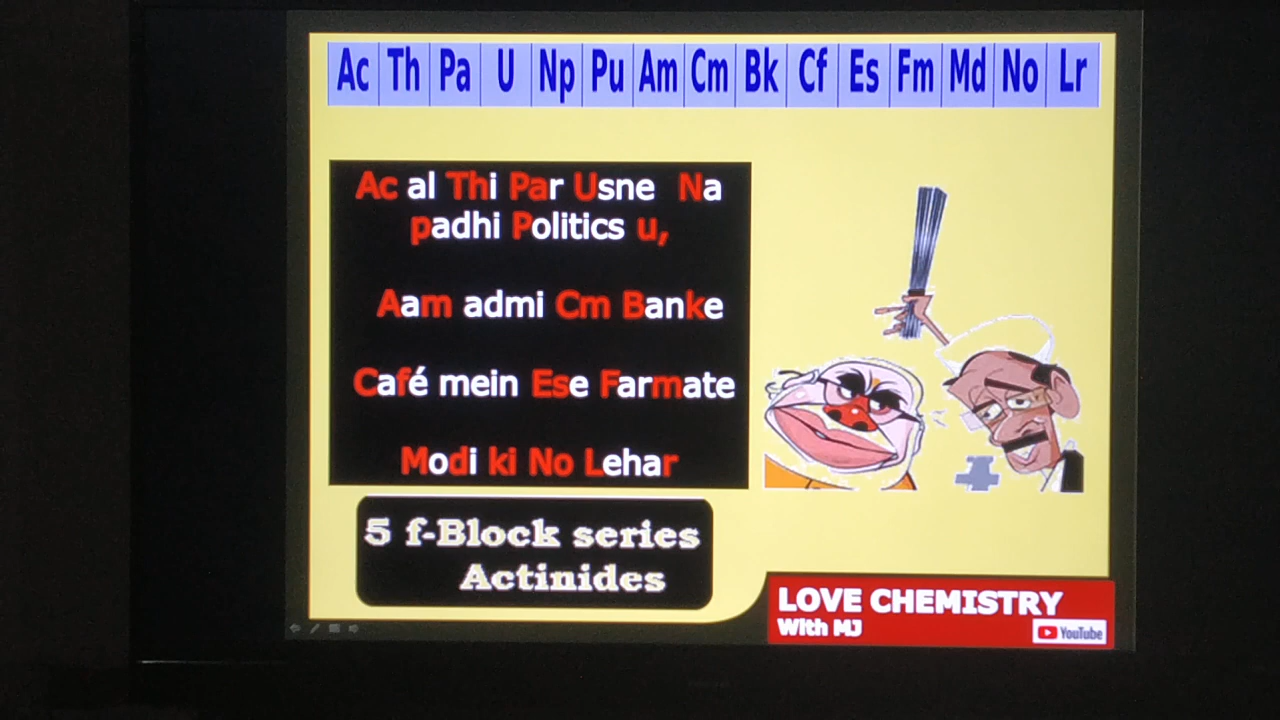 Ac Th Pa U Np Pu Am Cm Bk Cf Es Fm Md No Lr
Ac al Thi Par Usne Na
padhi Politics u,
Aam admi Cm Banke
Café mein Ese Farmate
Modi ki No Lehar
5 f-Block series
Actinides
LOVE CHEMISTRY
With MJ
YouTube